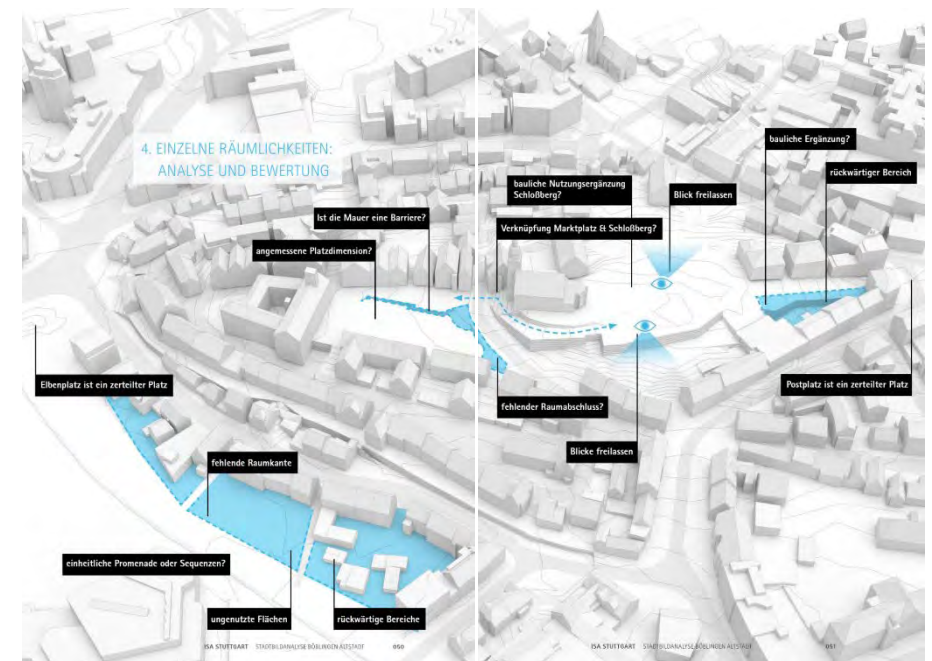 4. EINZELNE RÄUMLICHKEITEN:
ANALYSE UND BEWERTUNG
Ist die Mauer eine Barriere?
angemessene Platzdimension?
Elbenplatz ist ein zerteilter Platz
fehlende Raumkante
einheitliche Promenade oder Sequenzen?
ungenutzte Flächen
rückwärtige Bereiche
ISA STUTTGART STADTBILDANALYSE BÖBLINGEN ALTSTADT 050
bauliche Ergänzung?
rückwärtiger Bereich
bauliche Nutzungsergänzung
Schloßberg?
Blick freilassen
Verknüpfung Marktplatz & Schloßberg?
Postplatz ist ein zerteilter Platz
fehlender Raumabschluss?
Blicke freilassen
ISA STUTTGART STADTBILDANALYSE BÖBLINGEN ALTSTADT 051